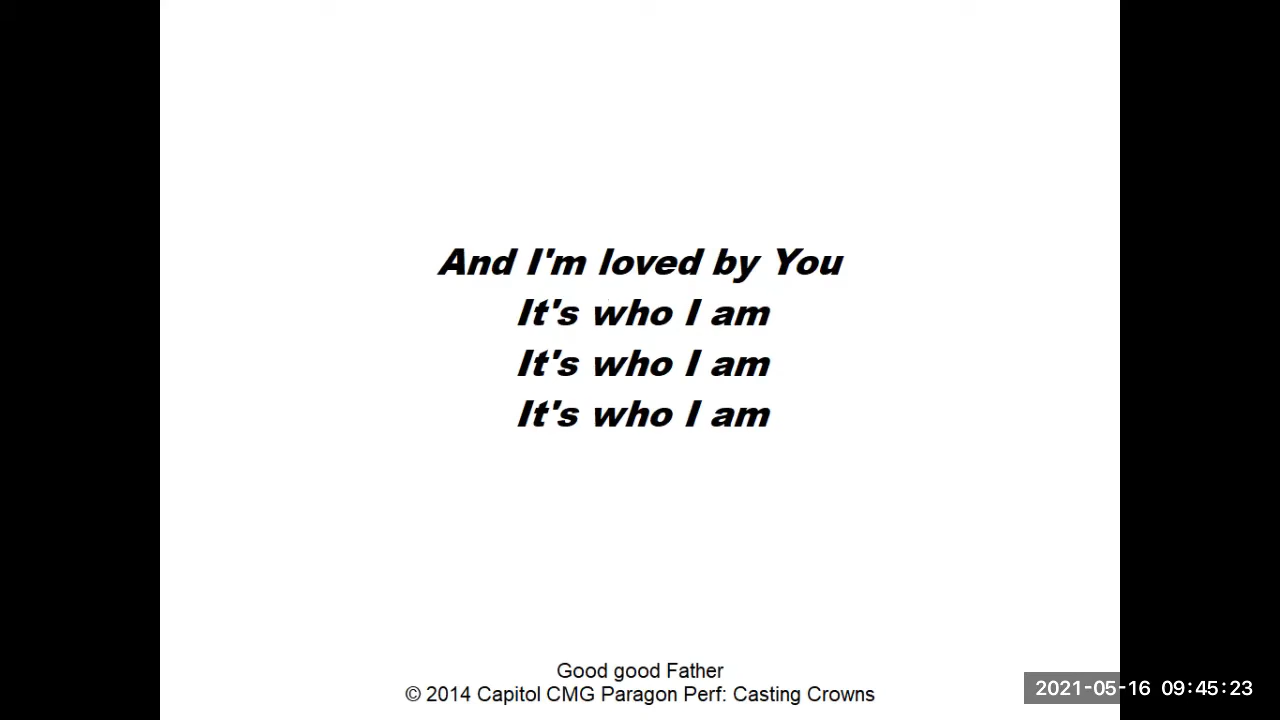 And I'm loved by You
It's who I am
It's who I am
It's who I am
Good good Father
© 2014 Capitol CMG Paragon Perf: Casting Crowns
2021-05-16 09:45:23